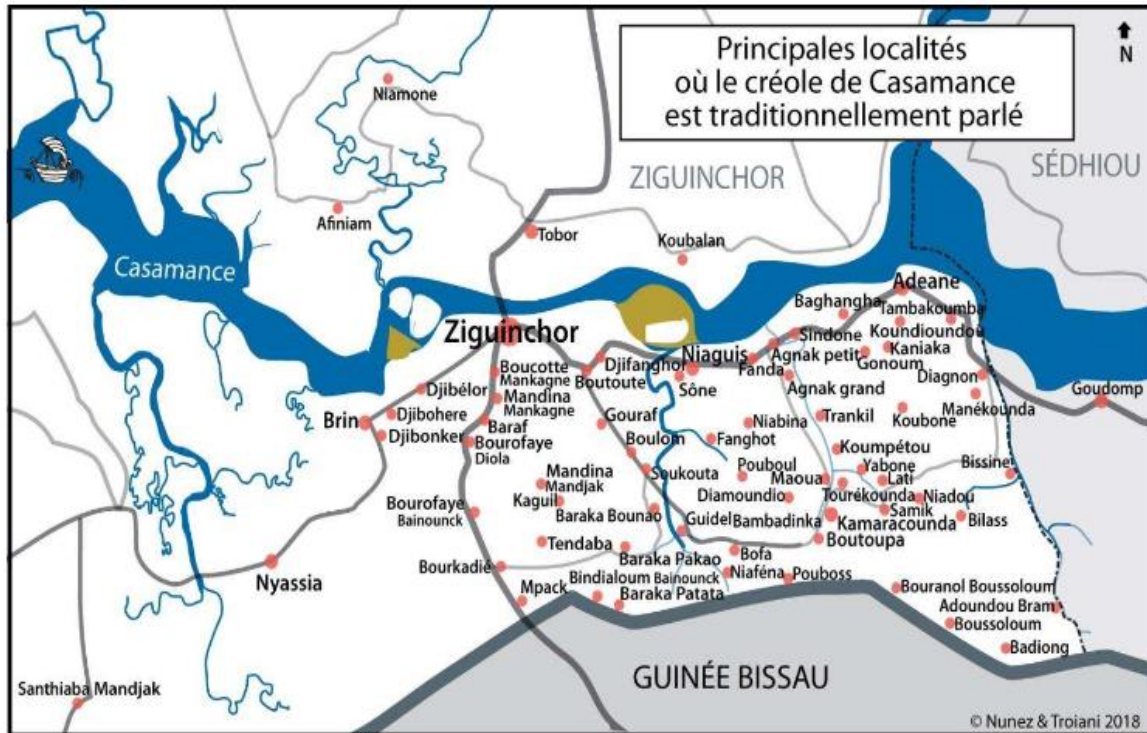 Principales localités
où le créole de Casamance
est traditionnellement parlé
N
Niamone
ZIGUINCHOR
SÉDHIOU
Afiniam
Tobor
Koubalan
Casamance
Adeane
Baghangha
Tambakoumba
Ziguinchor
Sindone
Koundioundou
Djifanghor
Niaguis
Agnak petit
Kaniaka
Gonoum
Boucotte
Mankagne
Boutoute
Sône
Fanda
Agnak grand
Diagnon
Goudomp
Djibélor
Mandina
Mankagne
Manékounda
Brin
Djibohere
Gouraf
Niabina
Trankil
Koubone
Baraf
Djibonker
Bourofaye
Diola
Boulom
Fanghot
Koumpétou
Mandina
Mandjak
Soukouta
Pouboul
Maoua
Yabone
Lati
Bissine
Kaguil
Diamoundio
Tourékounda
Niadou
Samik
Bourofaye
Bainounck
Baraka Bounao
Guidel
Bambadinka
Kamaracounda
Bilass
Tendaba
Baraka Pakao
Bofa
Boutoupa
Nyassia
Bourkadié
Bindialoum Bainounck
Niaféna
Pouboss
Bouranol Boussoloum
Mpack
Baraka Patata
Adoundou Bram
Boussoloum
Badiong
GUINÉE BISSAU
Santhiaba Mandjak
© Nunez & Troiani 2018